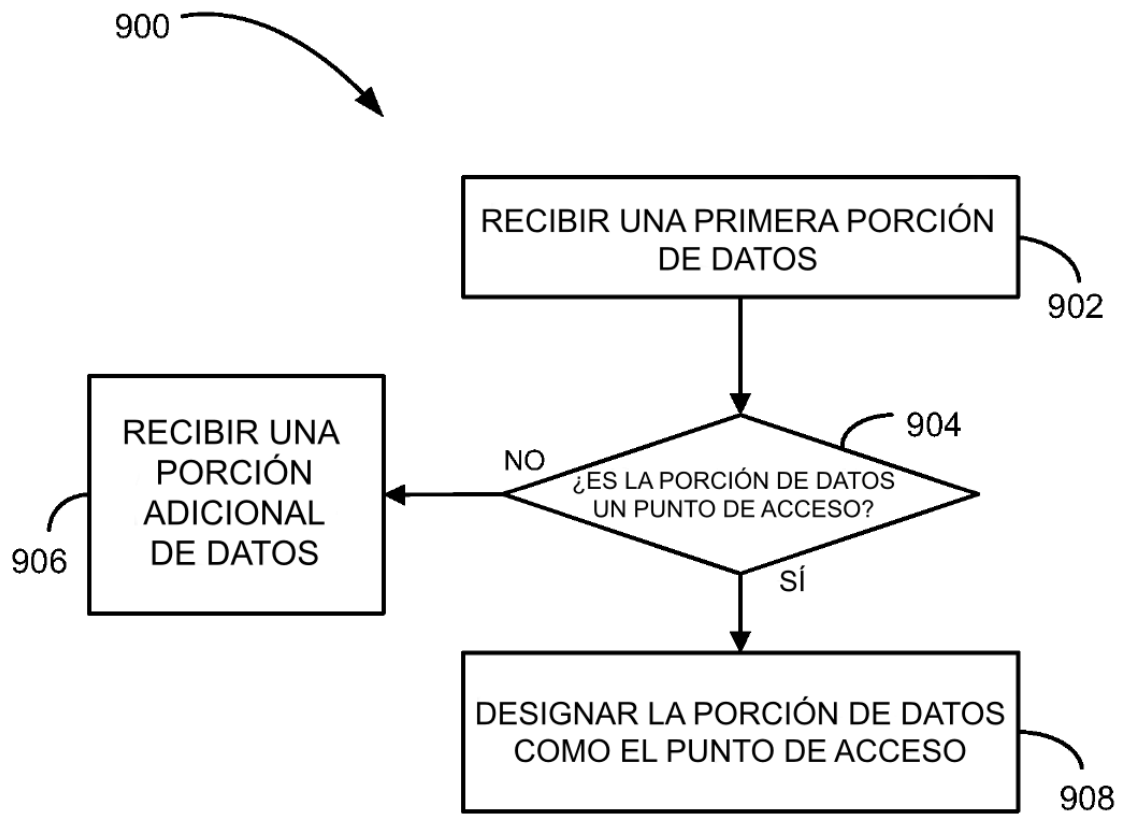 900
RECIBIR UNA PRIMERA PORCIÓN
DE DATOS
902
904
¿ES LA PORCIÓN DE DATOS
UN PUNTO DE ACCESO?
NO
RECIBIR UNA
PORCIÓN
ADICIONAL
DE DATOS
906
SÍ
DESIGNAR LA PORCIÓN DE DATOS
COMO EL PUNTO DE ACCESO
908